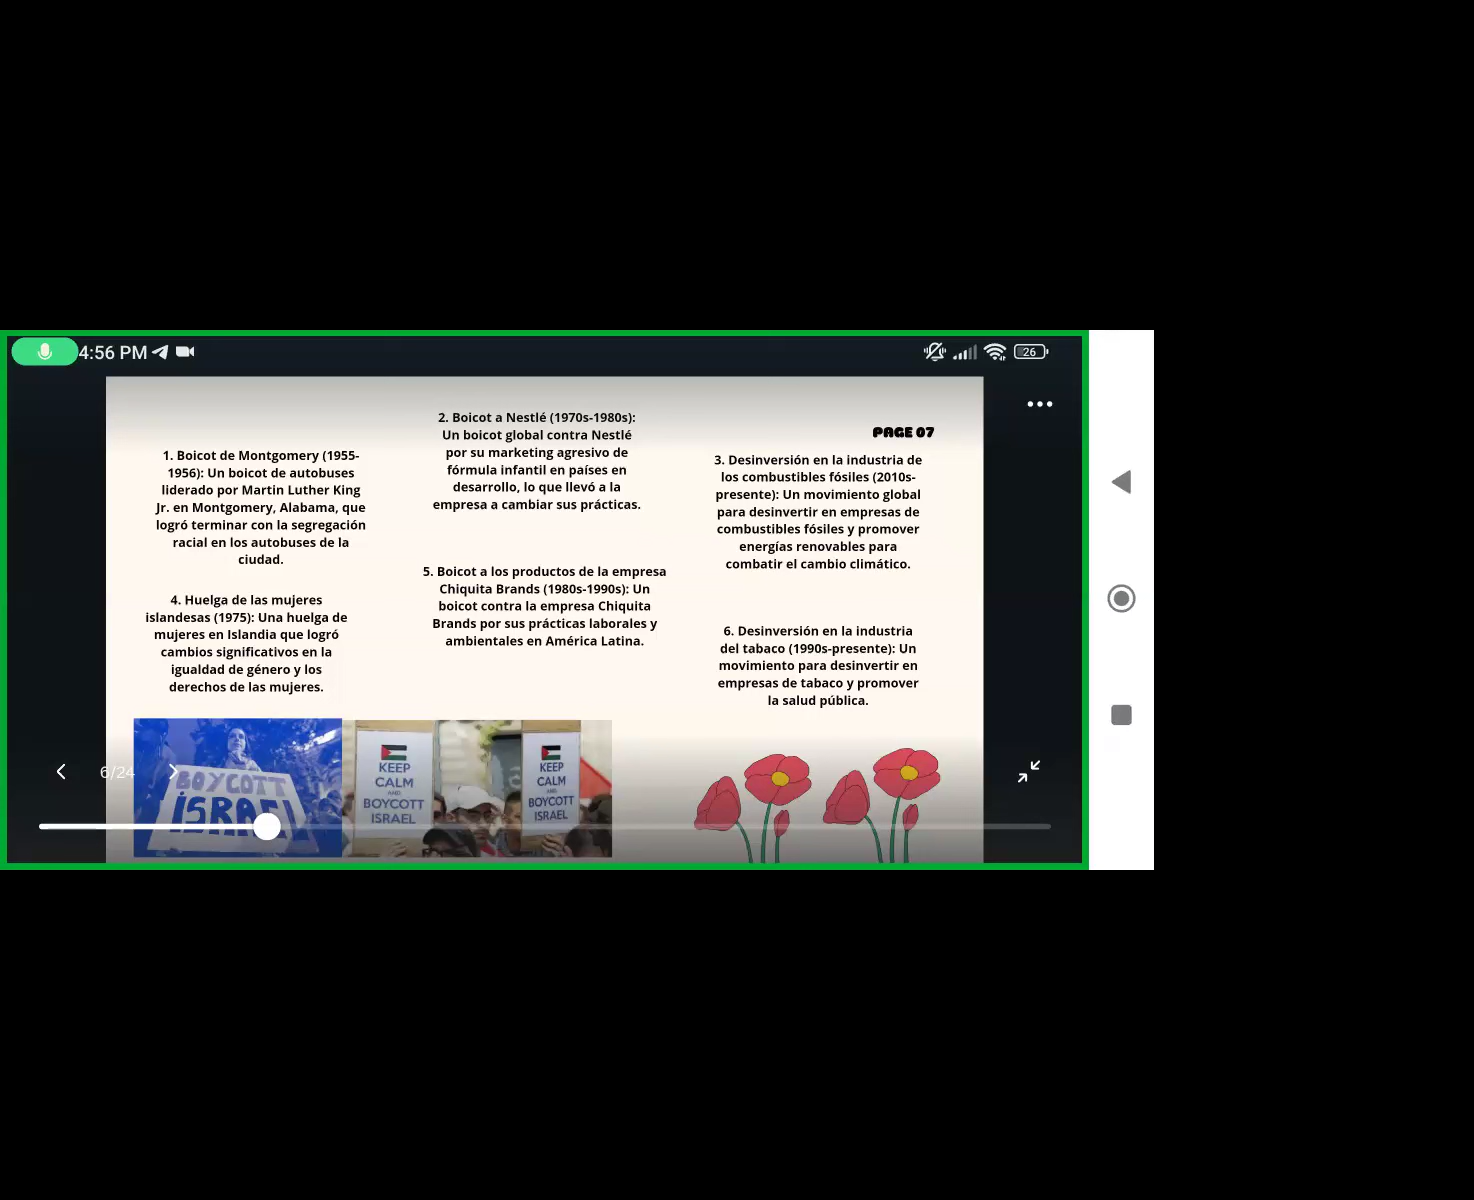 4:56 PM
26
PAGE 07
1. Boicot de Montgomery (1955-
1956): Un boicot de autobuses
liderado por Martin Luther King
Jr. en Montgomery, Alabama, que
logró terminar con la segregación
racial en los autobuses de la
ciudad.
2. Boicot a Nestlé (1970s-1980s):
Un boicot global contra Nestlé
por su marketing agresivo de
fórmula infantil en países en
desarrollo, lo que llevó a la
empresa a cambiar sus prácticas.
3. Desinversión en la industria de
los combustibles fósiles (2010s-
presente): Un movimiento global
para desinvertir en empresas de
combustibles fósiles y promover
energías renovables para
combatir el cambio climático.
4. Huelga de las mujeres
islandesas (1975): Una huelga de
mujeres en Islandia que logró
cambios significativos en la
igualdad de género y los
derechos de las mujeres.
5. Boicot a los productos de la empresa
Chiquita Brands (1980s-1990s): Un
boicot contra la empresa Chiquita
Brands por sus prácticas laborales y
ambientales en América Latina.
6. Desinversión en la industria
del tabaco (1990s-presente): Un
movimiento para desinvertir en
empresas de tabaco y promover
la salud pública.
BOYCOTT
ISRAEL
KEEP
CALM
AND
BOYCOTT
ISRAEL
KEEP
CALM
AND
BOYCOTT
ISRAEL
6/24